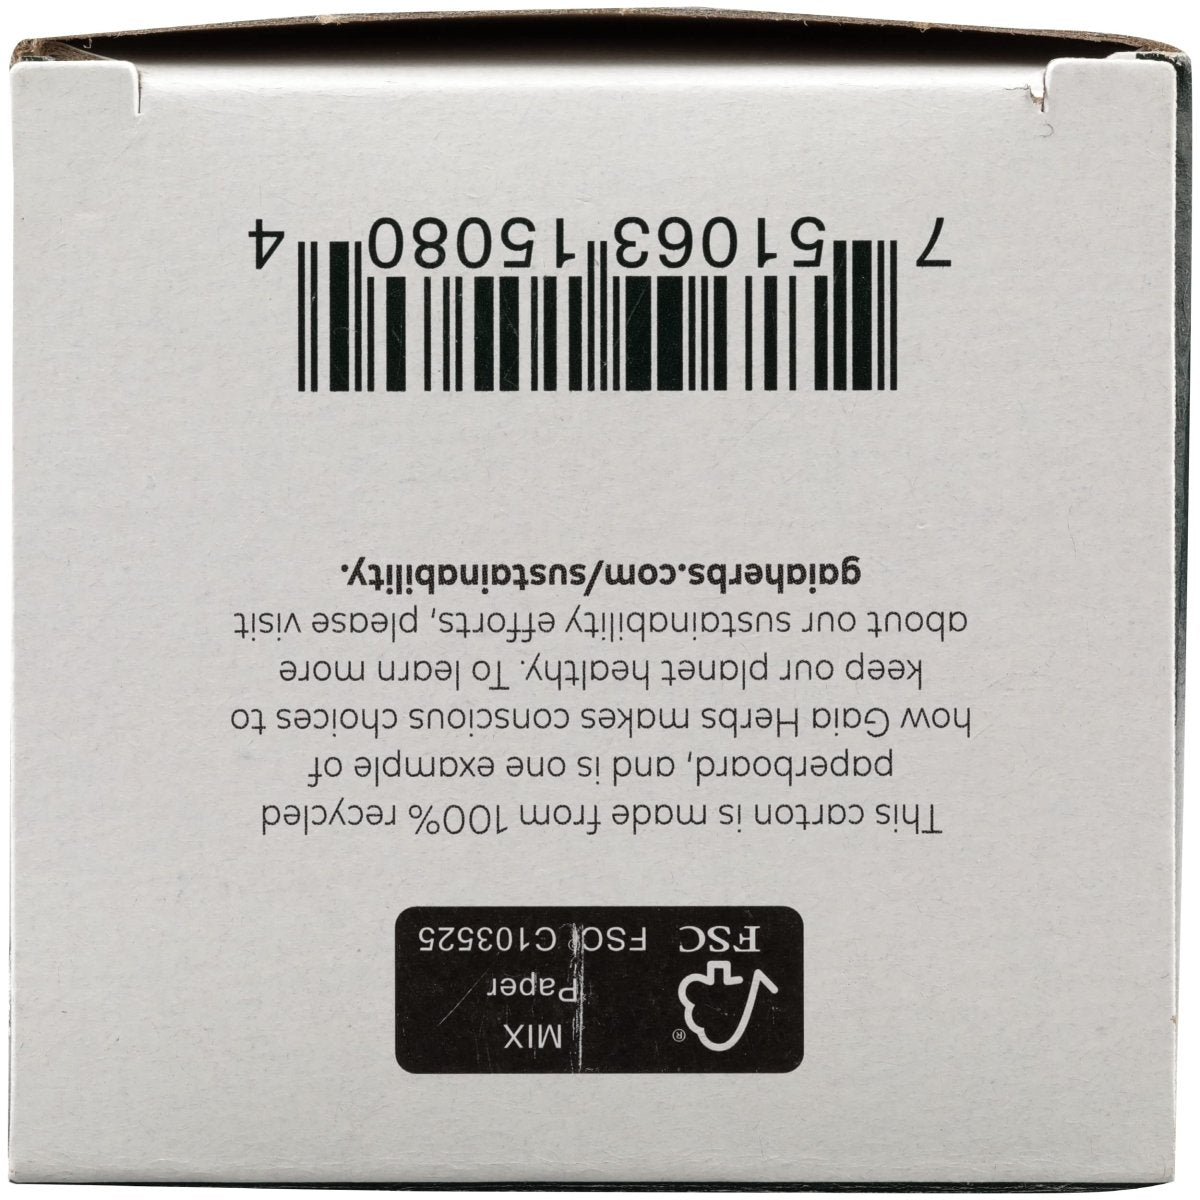 MIX
Paper
FSC
FSC® C103525
This carton is made from 100% recycled
paperboard, and is one example of
how Gaia Herbs makes conscious choices to
keep our planet healthy. To learn more
about our sustainability efforts, please visit
gaiaherbs.com/sustainability.
7 51063 15080 4